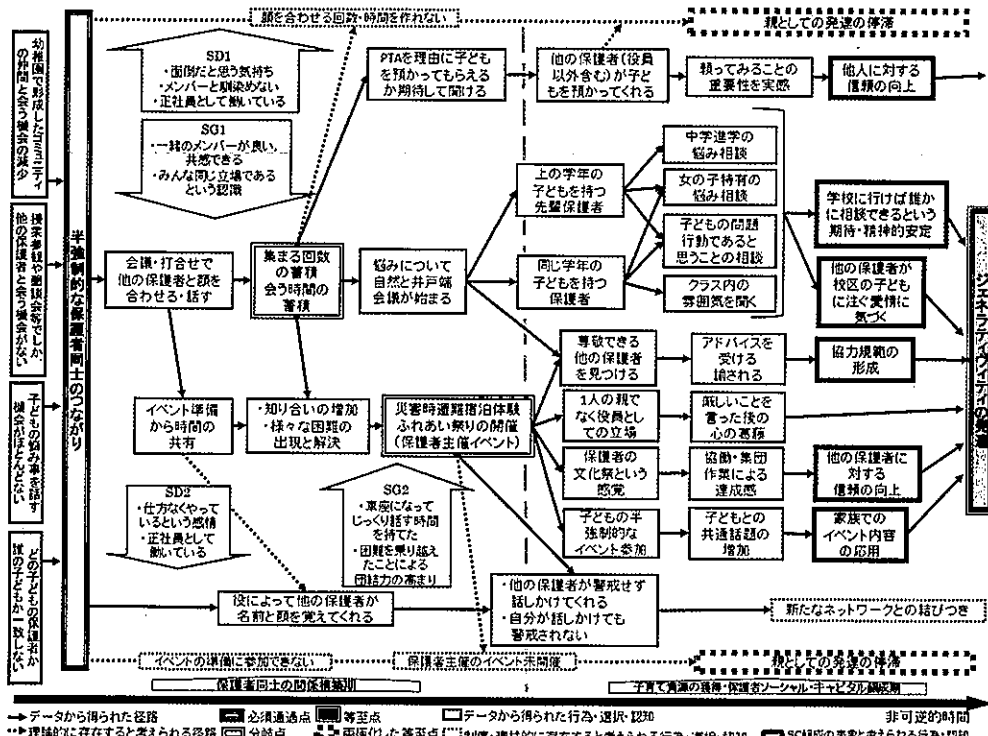 顔を合わせる回数・時間を作れない
親としての発達の停滞
幼稚園で形成したコミュニティ
の仲間と会う機会の減少
授業参観や懇談会等でしか、
他の保護者と会う機会がない
子どもの悩み事を話す
機会がほとんどない
どの子どもの保護者か
誰の子どもか一致しない
半強制的な保護者同士のつながり
SD1
・面倒だと思う気持ち
・メンバーと馴染めない
・正社員として働いている
SG1
・一緒のメンバーが良い,
共感できる
・みんな同じ立場である
という認識
PTAを理由に子ども
を預かってもらえる
か期待して聞ける
他の保護者(役員
以外含む)が子ど
もを預かってくれる
頼ってみることの
重要性を実感
他人に対する
信頼の向上
会議・打合せで
他の保護者と顔を
合わせる・話す
集まる回数
の蓄積
会う時間の
蓄積
悩みについて
自然と井戸端
会議が始まる
上の学年の
子どもを持つ
先輩保護者
同じ学年の
子どもを持つ
保護者
中学進学の
悩み相談
女の子特有の
悩み相談
子どもの問題
行動であると
思うことの相談
クラス内の
雰囲気を聞く
学校に行けば誰かに
相談できるという
期待・精神的安定
他の保護者が
校区の子ども
に注ぐ愛情に
気づく
ジェネラティヴィティの発達
尊敬できる
他の保護者
を見つける
アドバイスを
受ける
諭される
協力規範の
形成
イベント準備
から時間の
共有
・知り合いの増加
・様々な困難の
出現と解決
災害時避難宿泊体験
ふれあい祭りの開催
(保護者主催イベント)
1人の親で
なく役員とし
ての立場
厳しいことを
言った後の
心の葛藤
保護者の
文化祭という
感覚
協働・集団
作業による
達成感
他の保護者に
対する
信頼の向上
子どもの半
強制的な
イベント参加
子どもとの
共通話題の
増加
家族での
イベント内容
の応用
SD2
・仕方なくやって
いるという感情
・正社員として
働いている
SG2
・車座になって
じっくり話す時間
を持てた
・困難を乗り越え
たことによる
団結力の高まり
役によって他の保護者が
名前と顔を覚えてくれる
・他の保護者が警戒せず
話しかけてくれる
・自分が話しかけても
警戒されない
新たなネットワークとの結びつき
イベントの準備に参加できない
保護者主催のイベント未開催
親としての発達の停滞
保護者同士の関係構築期
子育て資源の獲得・保護者ソーシャル・キャピタル醸成期
データから得られた径路
必須通過点
等至点
データから得られた行為・選択・認知
非可逆的時間
理論的に存在すると考えられる径路
分岐点
両極化した等至点
制度・理論的に存在すると考えられる行為・選択・認知